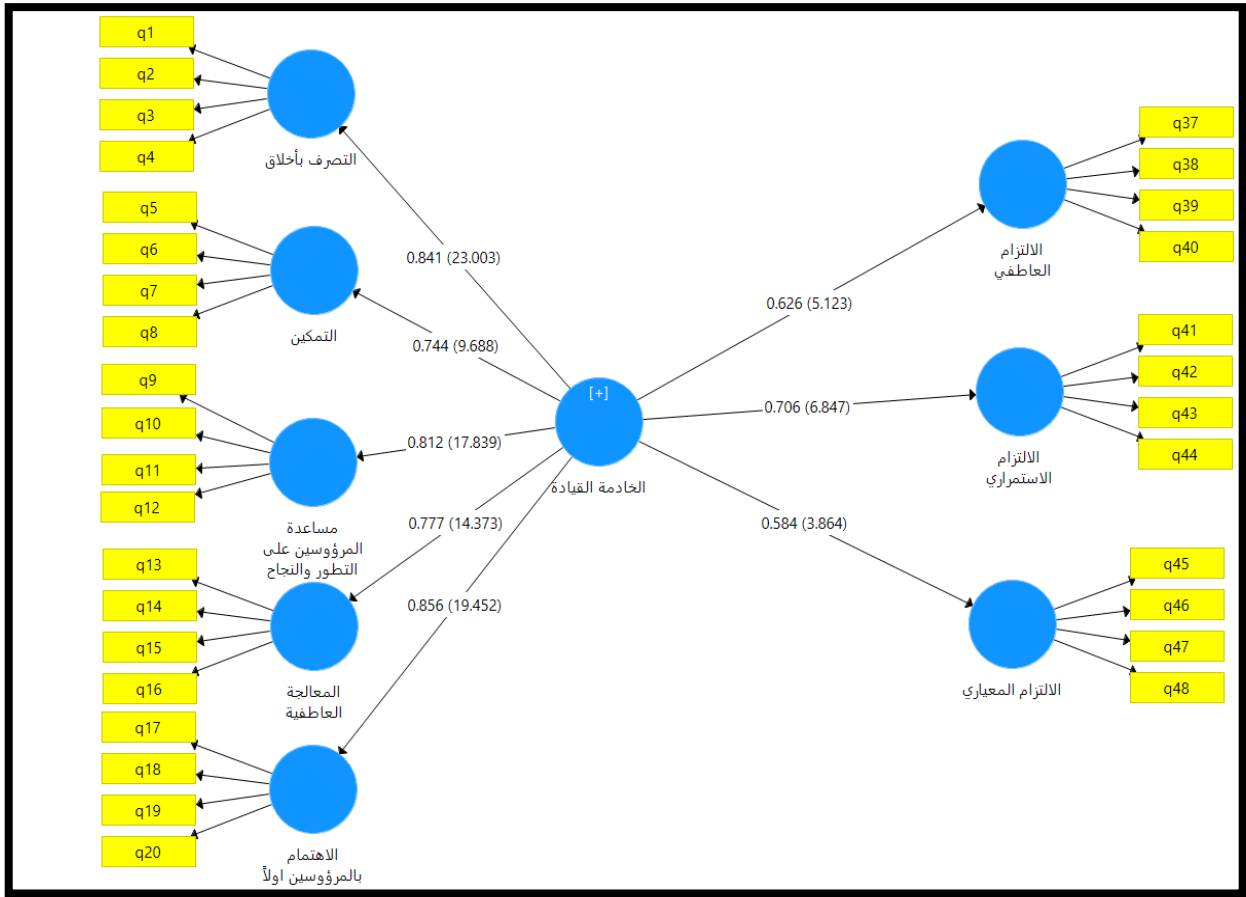 q1
q2
q3
q4
التصرف بأخلاق
q5
q6
q7
q8
التمكين
q9
q10
q11
q12
مساعدة
المرؤوسين على
التطور والنجاح
q13
q14
q15
q16
المعالجة
العاطفية
q17
q18
q19
q20
الاهتمام
بالمرؤوسين اولاً
0.841 (23.003)
0.744 (9.688)
0.812 (17.839)
0.777 (14.373)
0.856 (19.452)
[+]
الخادمة القيادة
0.626 (5.123)
0.706 (6.847)
0.584 (3.864)
q37
q38
q39
q40
الالتزام
العاطفي
q41
q42
q43
q44
الالتزام
الاستمراري
q45
q46
q47
q48
الالتزام المعياري